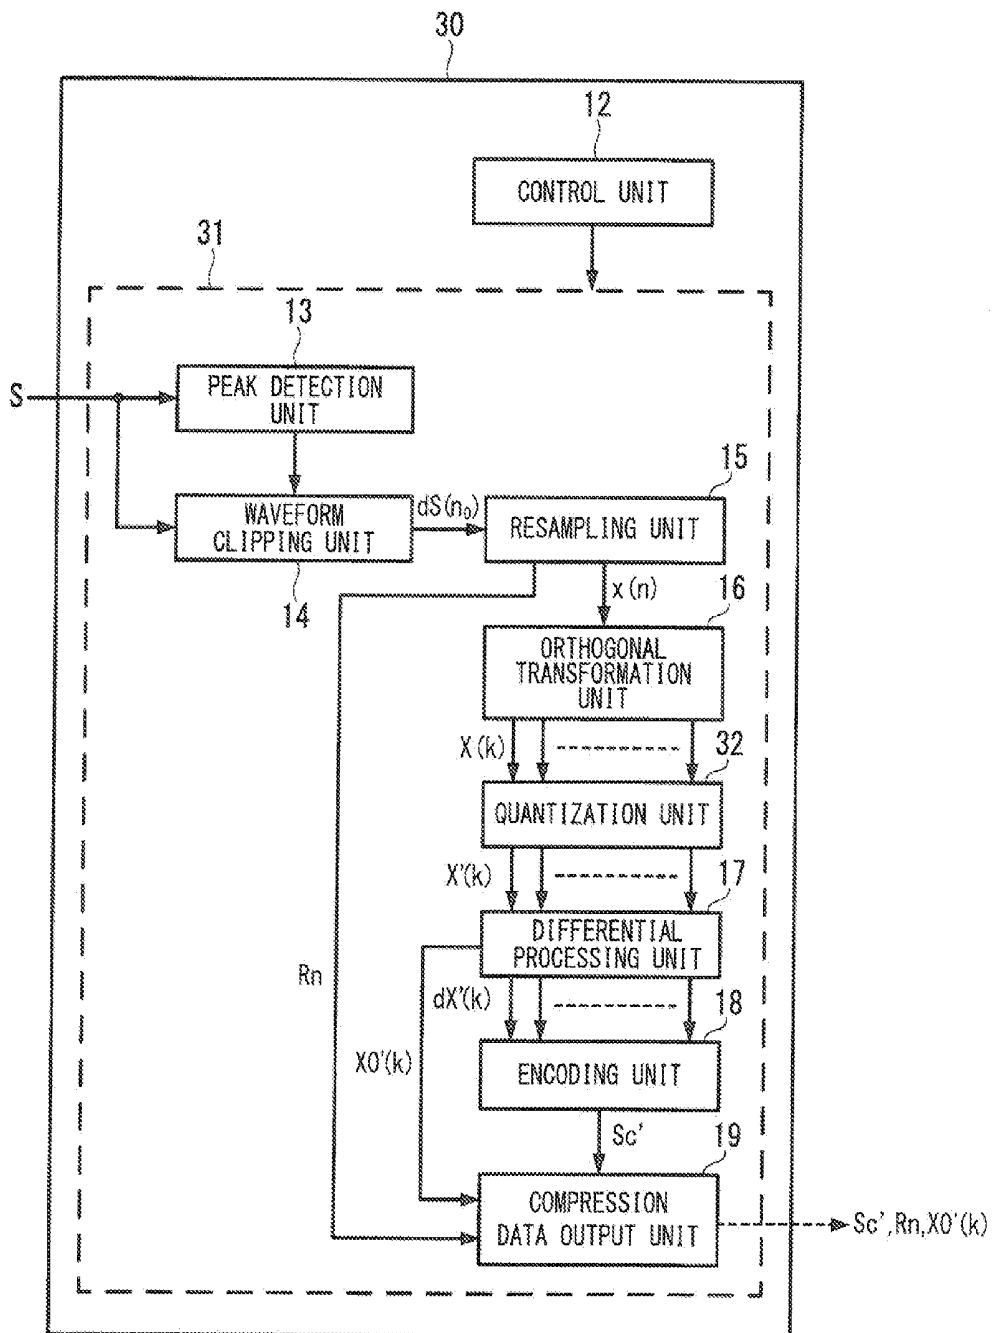 30
12
CONTROL UNIT
31
13
S
PEAK DETECTION
UNIT
WAVEFORM
CLIPPING UNIT
14
dS(n₀)
15
RESAMPLING UNIT
x(n)
16
ORTHOGONAL
TRANSFORMATION
UNIT
X(k)
32
QUANTIZATION UNIT
X'(k)
17
DIFFERENTIAL
PROCESSING UNIT
Rn
dX'(k)
18
X0'(k)
ENCODING UNIT
Sc'
19
COMPRESSION
DATA OUTPUT UNIT
Sc',Rn,X0'(k)